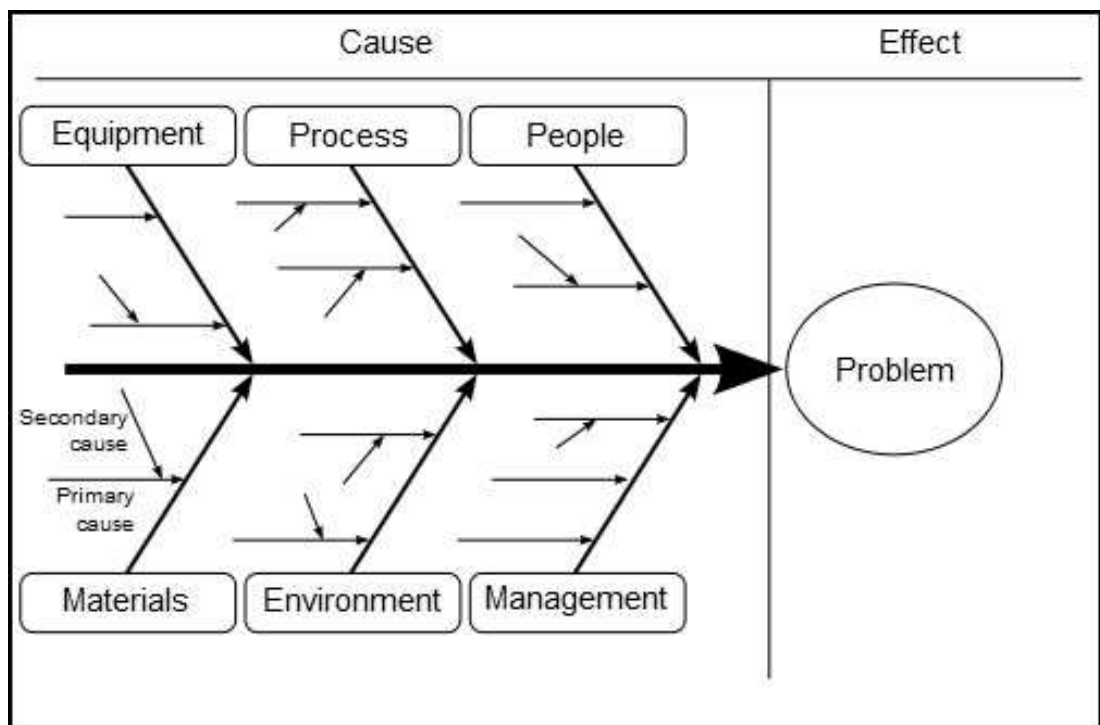 Cause
Effect
Equipment
Process
People
Problem
Secondary
cause
Primary
cause
Materials
Environment
Management